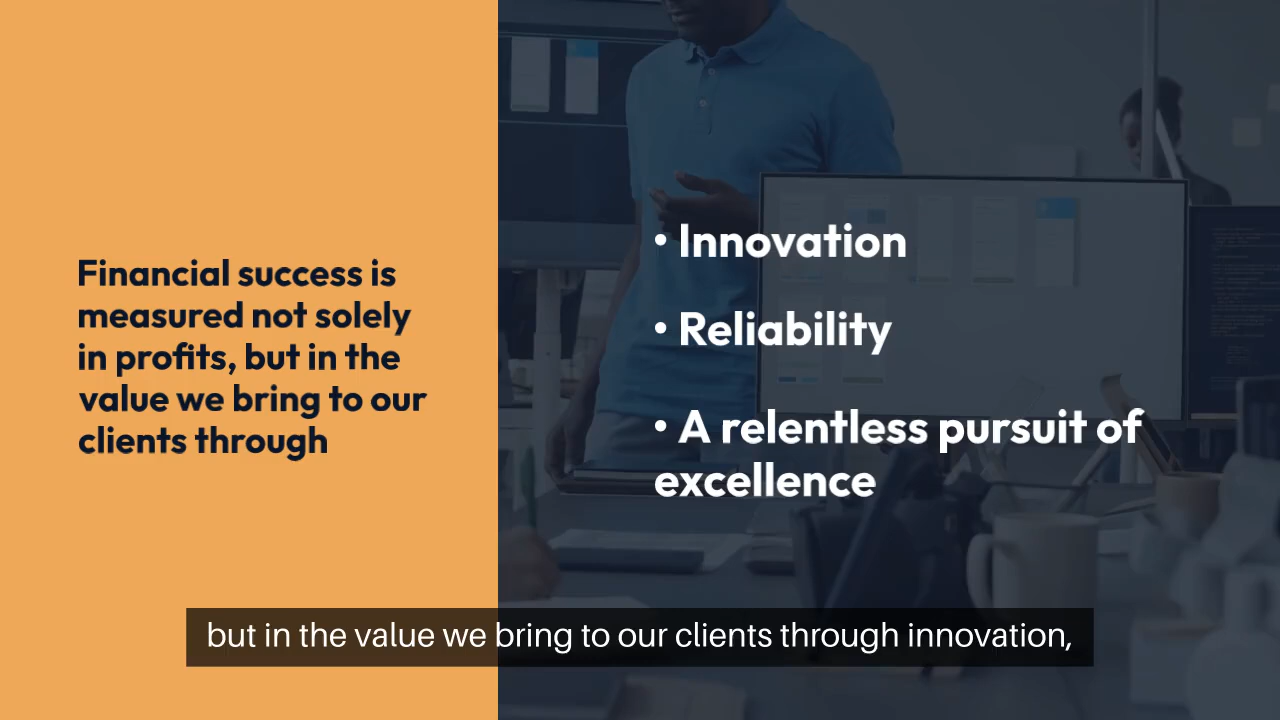 Financial success is
measured not solely
in profits, but in the
value we bring to our
clients through
• Innovation
• Reliability
• A relentless pursuit of
excellence
but in the value we bring to our clients through innovation,